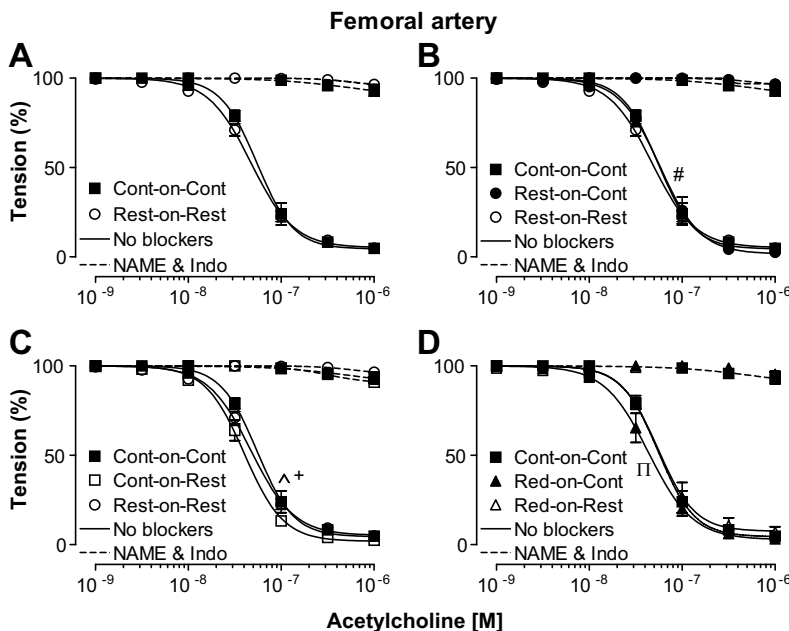 Femoral artery
A
Tension (%)
100
50
0
Cont-on-Cont
Rest-on-Rest
No blockers
NAME & Indo
10⁻⁹ 10⁻⁸ 10⁻⁷ 10⁻⁶
B
100
50
0
#
Cont-on-Cont
Rest-on-Cont
Rest-on-Rest
No blockers
NAME & Indo
10⁻⁹ 10⁻⁸ 10⁻⁷ 10⁻⁶
C
Tension (%)
100
50
0
^ +
Cont-on-Cont
Cont-on-Rest
Rest-on-Rest
No blockers
NAME & Indo
10⁻⁹ 10⁻⁸ 10⁻⁷ 10⁻⁶
D
100
50
0
Π
Cont-on-Cont
Red-on-Cont
Red-on-Rest
No blockers
NAME & Indo
10⁻⁹ 10⁻⁸ 10⁻⁷ 10⁻⁶
Acetylcholine [M]